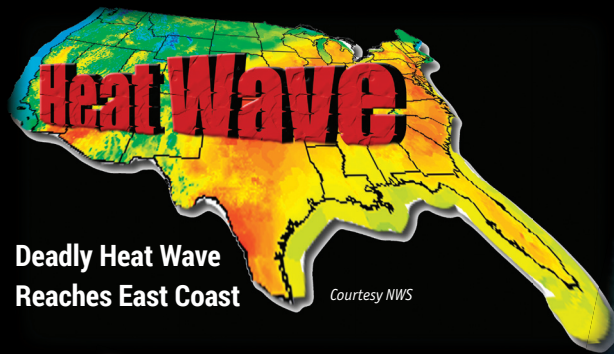 Heat Wave
Deadly Heat Wave
Reaches East Coast
Courtesy NWS